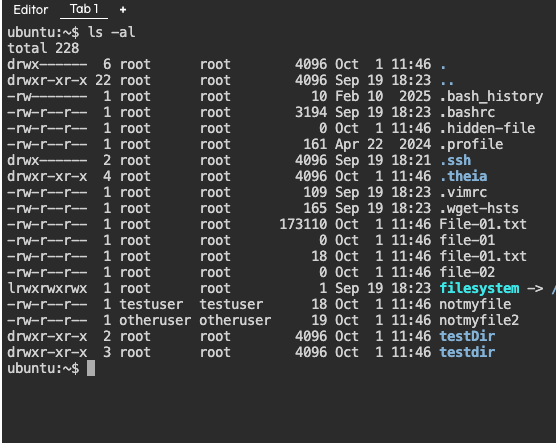 Editor Tab 1 +
ubuntu:~$ ls -al
total 228
drwx------  6 root      root        4096 Oct  1 11:46 .
drwxr-xr-x 22 root      root        4096 Sep 19 18:23 ..
-rw-------  1 root      root          10 Feb 10  2025 .bash_history
-rw-r--r--  1 root      root        3194 Sep 19 18:23 .bashrc
-rw-r--r--  1 root      root           0 Oct  1 11:46 .hidden-file
-rw-r--r--  1 root      root         161 Apr 22  2024 .profile
drwx------  2 root      root        4096 Sep 19 18:21 .ssh
drwxr-xr-x  4 root      root        4096 Oct  1 11:46 .theia
-rw-r--r--  1 root      root         109 Sep 19 18:23 .vimrc
-rw-r--r--  1 root      root         165 Sep 19 18:23 .wget-hsts
-rw-r--r--  1 root      root      173110 Oct  1 11:46 File-01.txt
-rw-r--r--  1 root      root           0 Oct  1 11:46 file-01
-rw-r--r--  1 root      root          18 Oct  1 11:46 file-01.txt
-rw-r--r--  1 root      root           0 Oct  1 11:46 file-02
lrwxrwxrwx  1 root      root           1 Sep 19 18:23 filesystem -> /
-rw-r--r--  1 testuser  testuser      18 Oct  1 11:46 notmyfile
-rw-r--r--  1 otheruser otheruser     19 Oct  1 11:46 notmyfile2
drwxr-xr-x  2 root      root        4096 Oct  1 11:46 testDir
drwxr-xr-x  3 root      root        4096 Oct  1 11:46 testdir
ubuntu:~$